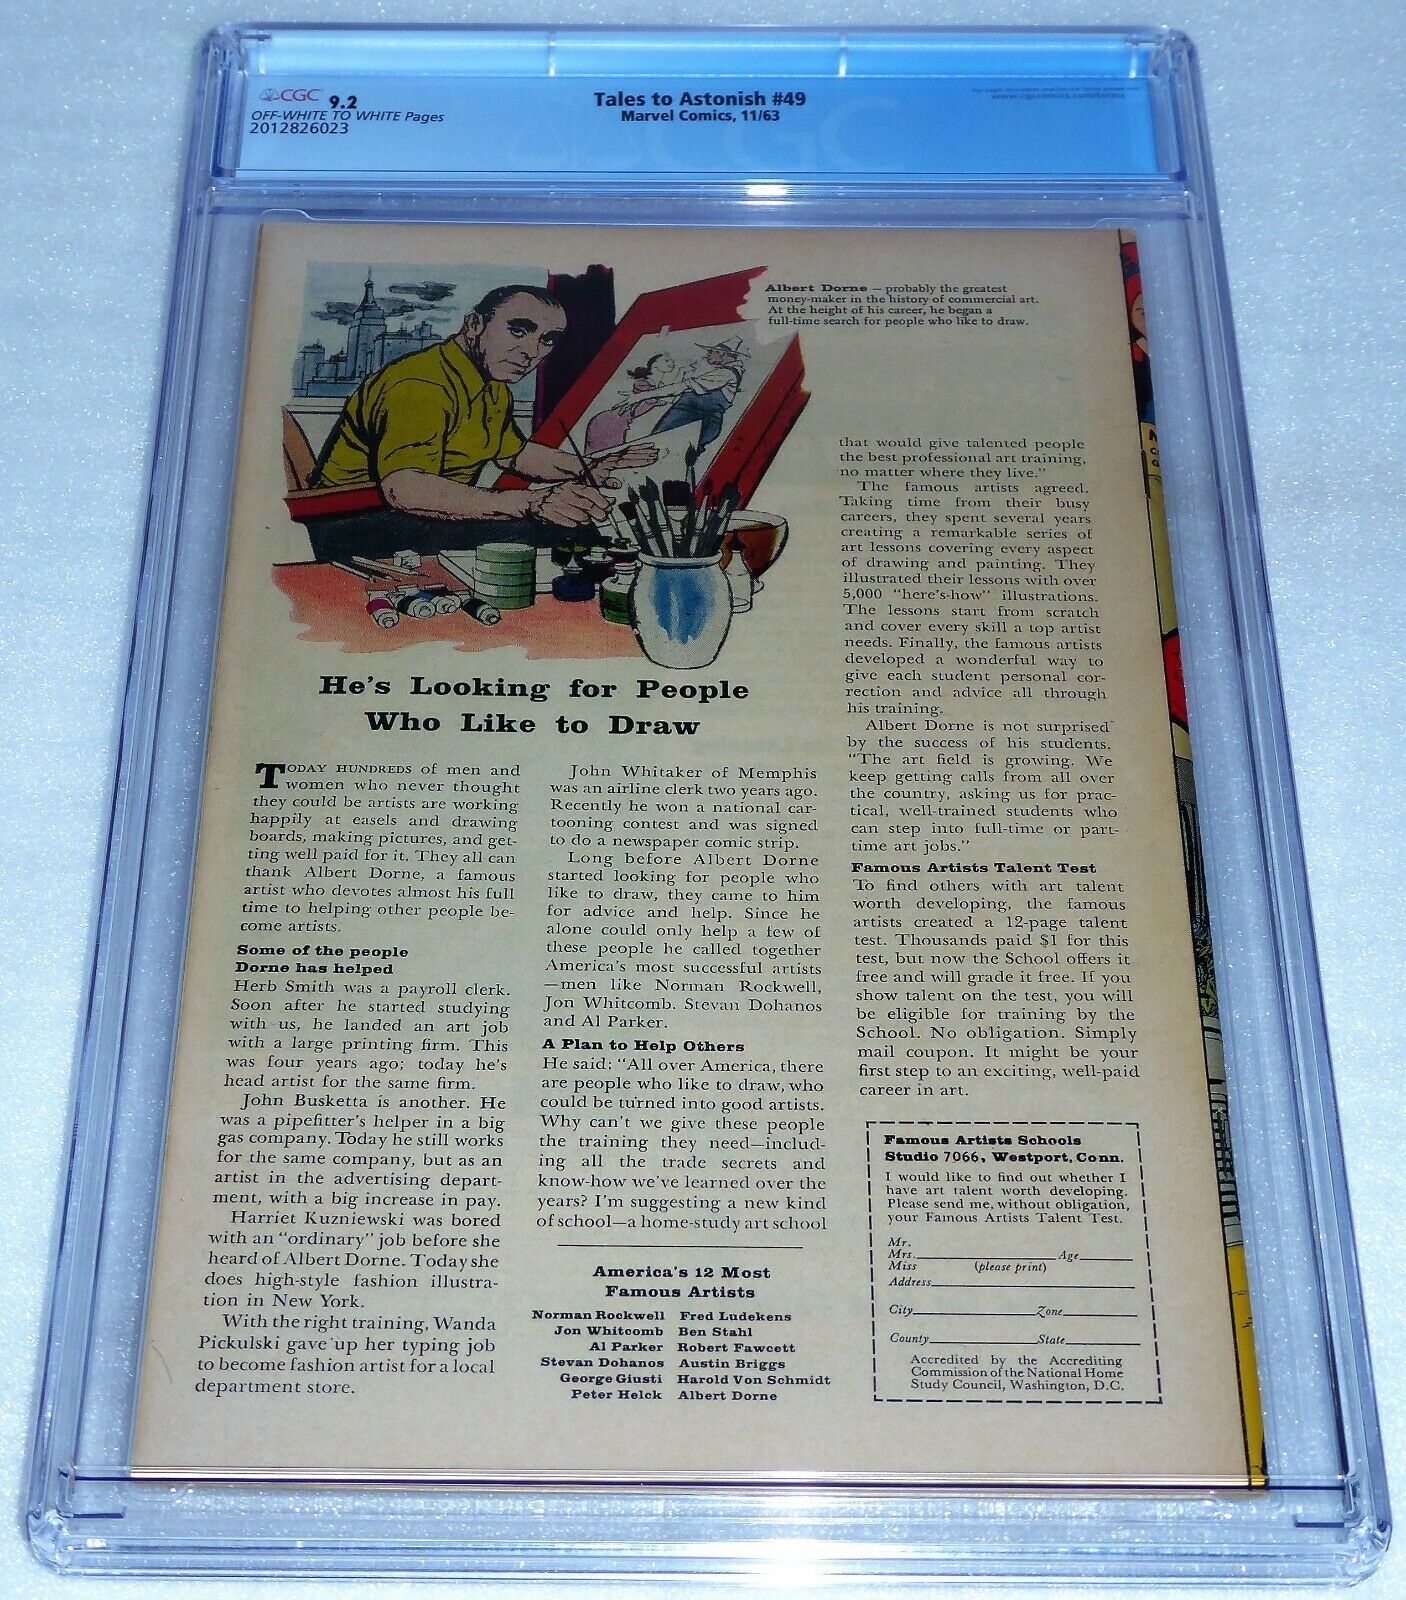 CGC 9.2
OFF-WHITE TO WHITE Pages
2012826023
Tales to Astonish #49
Marvel Comics, 11/63
www.cgccomics.com/terms
CGC
Albert Dorne — probably the greatest
money-maker in the history of commercial art.
At the height of his career, he began a
full-time search for people who like to draw.
He's Looking for People
Who Like to Draw
TODAY HUNDREDS of men and
women who never thought
they could be artists are working
happily at easels and drawing
boards, making pictures, and get-
ting well paid for it. They all can
thank Albert Dorne, a famous
artist who devotes almost his full
time to helping other people be-
come artists.
Some of the people
Dorne has helped
Herb Smith was a payroll clerk.
Soon after he started studying
with us, he landed an art job
with a large printing firm. This
was four years ago; today he's
head artist for the same firm.
John Busketta is another. He
was a pipefitter's helper in a big
gas company. Today he still works
for the same company, but as an
artist in the advertising depart-
ment, with a big increase in pay.
Harriet Kuzniewski was bored
with an "ordinary" job before she
heard of Albert Dorne. Today she
does high-style fashion illustra-
tion in New York.
With the right training, Wanda
Pickulski gave up her typing job
to become fashion artist for a local
department store.
John Whitaker of Memphis
was an airline clerk two years ago.
Recently he won a national car-
tooning contest and was signed
to do a newspaper comic strip.
Long before Albert Dorne
started looking for people who
like to draw, they came to him
for advice and help. Since he
alone could only help a few of
these people he called together
America's most successful artists
—men like Norman Rockwell,
Jon Whitcomb. Stevan Dohanos
and Al Parker.
A Plan to Help Others
He said: "All over America, there
are people who like to draw, who
could be turned into good artists.
Why can't we give these people
the training they need—includ-
ing all the trade secrets and
know-how we've learned over the
years? I'm suggesting a new kind
of school—a home-study art school
that would give talented people
the best professional art training,
no matter where they live."
The famous artists agreed.
Taking time from their busy
careers, they spent several years
creating a remarkable series of
art lessons covering every aspect
of drawing and painting. They
illustrated their lessons with over
5,000 "here's-how" illustrations.
The lessons start from scratch
and cover every skill a top artist
needs. Finally, the famous artists
developed a wonderful way to
give each student personal cor-
rection and advice all through
his training.
Albert Dorne is not surprised
by the success of his students.
"The art field is growing. We
keep getting calls from all over
the country, asking us for prac-
tical, well-trained students who
can step into full-time or part-
time art jobs."
Famous Artists Talent Test
To find others with art talent
worth developing, the famous
artists created a 12-page talent
test. Thousands paid $1 for this
test, but now the School offers it
free and will grade it free. If you
show talent on the test, you will
be eligible for training by the
School. No obligation. Simply
mail coupon. It might be your
first step to an exciting, well-paid
career in art.
America's 12 Most
Famous Artists
Norman Rockwell Fred Ludekens
Jon Whitcomb Ben Stahl
Al Parker Robert Fawcett
Stevan Dohanos Austin Briggs
George Giusti Harold Von Schmidt
Peter Helck Albert Dorne
Famous Artists Schools
Studio 7066, Westport, Conn.
I would like to find out whether I
have art talent worth developing.
Please send me, without obligation,
your Famous Artists Talent Test.
Mr.
Mrs. Age
Miss (please print)
Address
City Zone
County State
Accredited by the Accrediting
Commission of the National Home
Study Council, Washington, D.C.